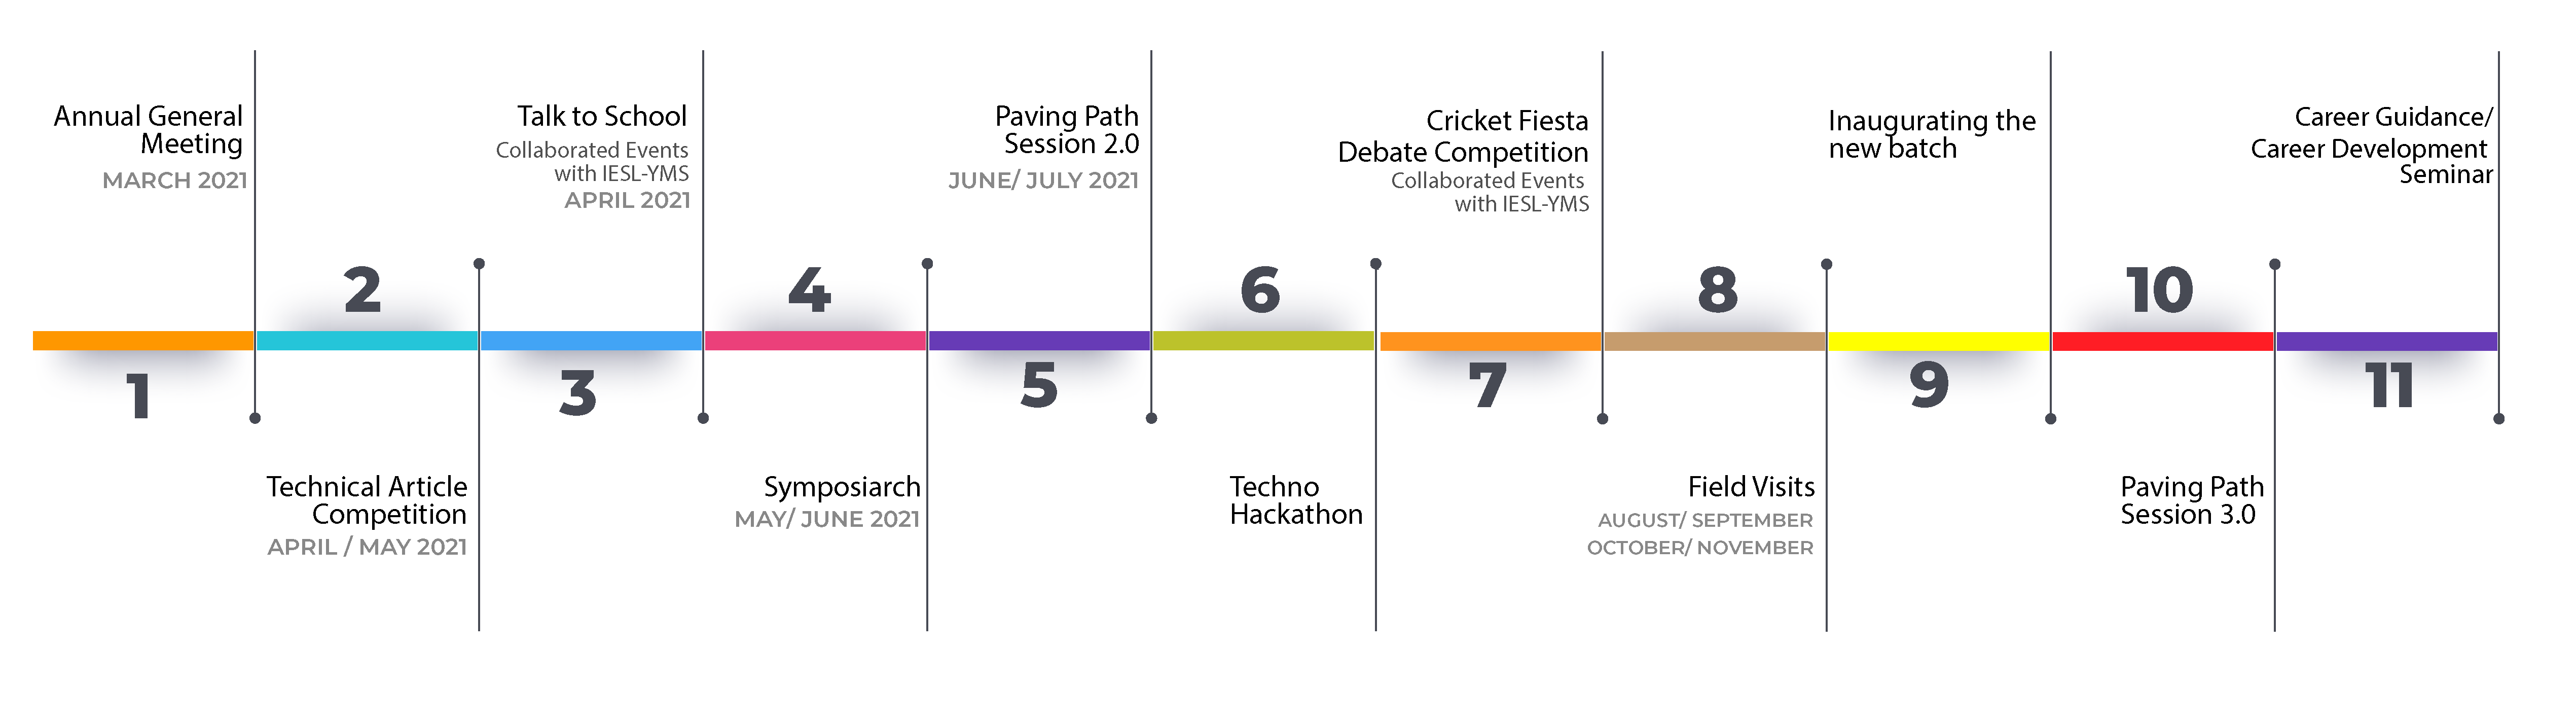 Annual General
Meeting
MARCH 2021
1
2
Technical Article
Competition
APRIL / MAY 2021
Talk to School
Collaborated Events
with IESL-YMS
APRIL 2021
3
4
Symposiarch
MAY/ JUNE 2021
Paving Path
Session 2.0
JUNE/ JULY 2021
5
6
Techno
Hackathon
Cricket Fiesta
Debate Competition
Collaborated Events
with IESL-YMS
7
8
Field Visits
AUGUST/ SEPTEMBER
OCTOBER/ NOVEMBER
Inaugurating the
new batch
9
10
Paving Path
Session 3.0
Career Guidance/
Career Development
Seminar
11